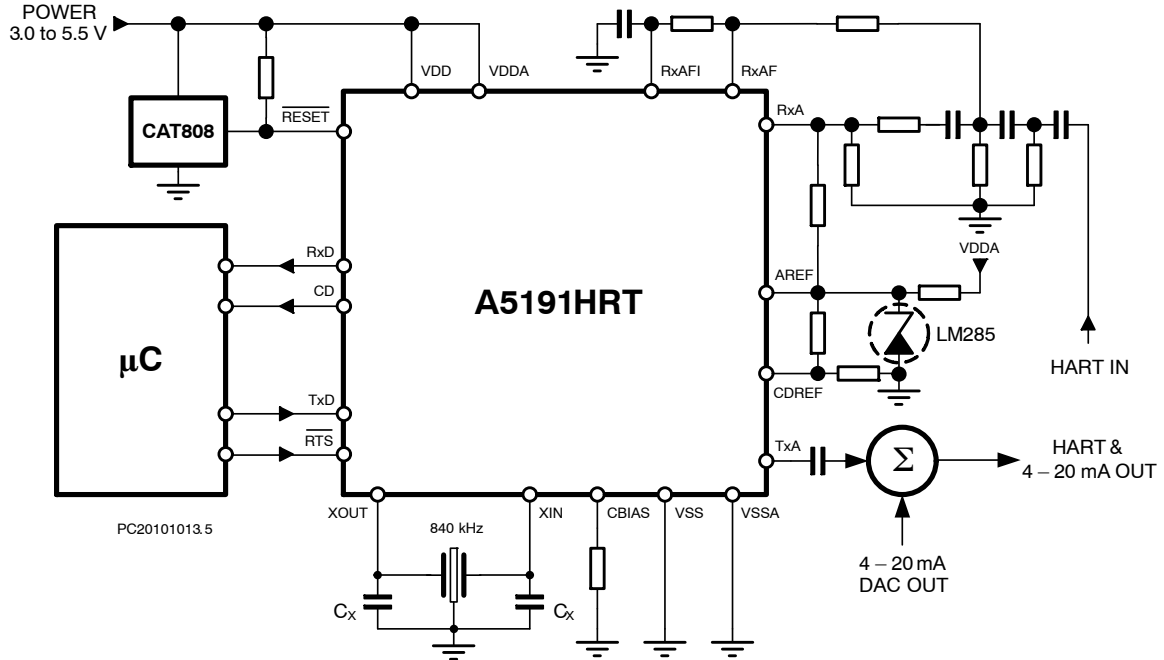 POWER
3.0 to 5.5 V
VDD
VDDA
RxAFI
RxAF
CAT808
RESET
RxA
VDDA
RxD
CD
A5191HRT
AREF
LM285
μC
HART IN
CDREF
TxD
RTS
TxA
Σ
HART &
4 – 20 mA OUT
XOUT
XIN
CBIAS
VSS
VSSA
PC20101013.5
840 kHz
4 – 20 mA
DAC OUT
CX
CX